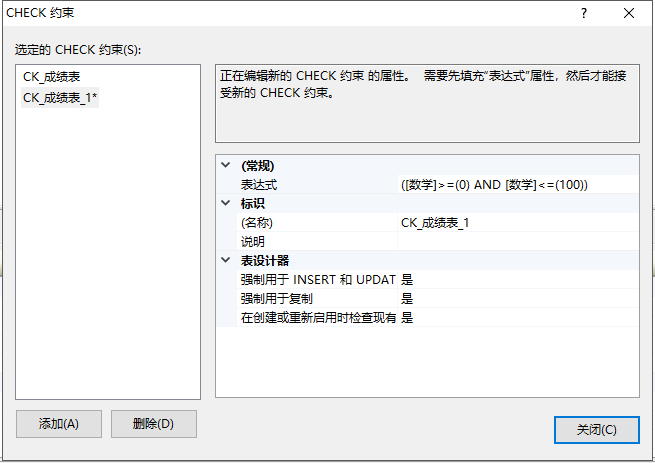 CHECK 约束
?
选定的 CHECK 约束(S):
CK_成绩表
CK_成绩表_1*
正在编辑新的 CHECK 约束 的属性。  需要先填充"表达式"属性，然后才能接
受新的 CHECK 约束。
(常规)
表达式 ([数学]>=(0) AND [数学]<=(100))
标识
(名称) CK_成绩表_1
说明
表设计器
强制用于 INSERT 和 UPDAT 是
强制用于复制 是
在创建或重新启用时检查现有 是
添加(A) 删除(D)
关闭(C)